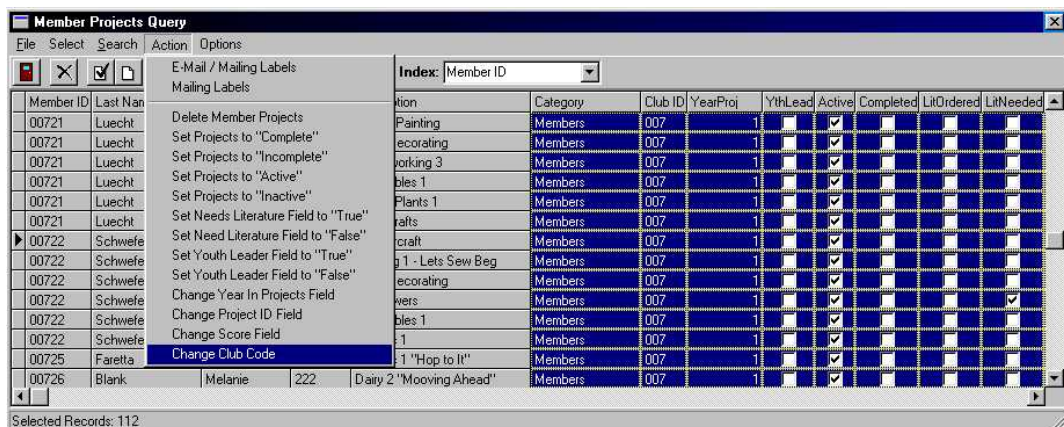 Member Projects Query
File Select Search Action Options
Index: Member ID
E-Mail / Mailing Labels
Mailing Labels
Delete Member Projects
Set Projects to "Complete"
Set Projects to "Incomplete"
Set Projects to "Active"
Set Projects to "Inactive"
Set Needs Literature Field to "True"
Set Need Literature Field to "False"
Set Youth Leader Field to "True"
Set Youth Leader Field to "False"
Change Year In Projects Field
Change Project ID Field
Change Score Field
Change Club Code
Member ID Last Nan ption Category Club ID YearProj YthLead Active Completed LitOrdered LitNeeded
00721 Luecht Painting Members 007 1
00721 Luecht ecorating Members 007 1
00721 Luecht vorking 3 Members 007 1
00721 Luecht bles 1 Members 007 1
00721 Luecht Plants 1 Members 007 1
00721 Luecht rafts Members 007 1
00722 Schwefe rcraft Members 007 1
00722 Schwefe g 1 - Lets Sew Beg Members 007 1
00722 Schwefe ecorating Members 007 1
00722 Schwefe wers Members 007 1
00722 Schwefe bles 1 Members 007 1
00722 Schwefe 1 Members 007 1
00725 Faretta 1 "Hop to It" Members 007 1
00726 Blank Melanie 222 Dairy 2 "Mooving Ahead" Members 007 1
Selected Records: 112